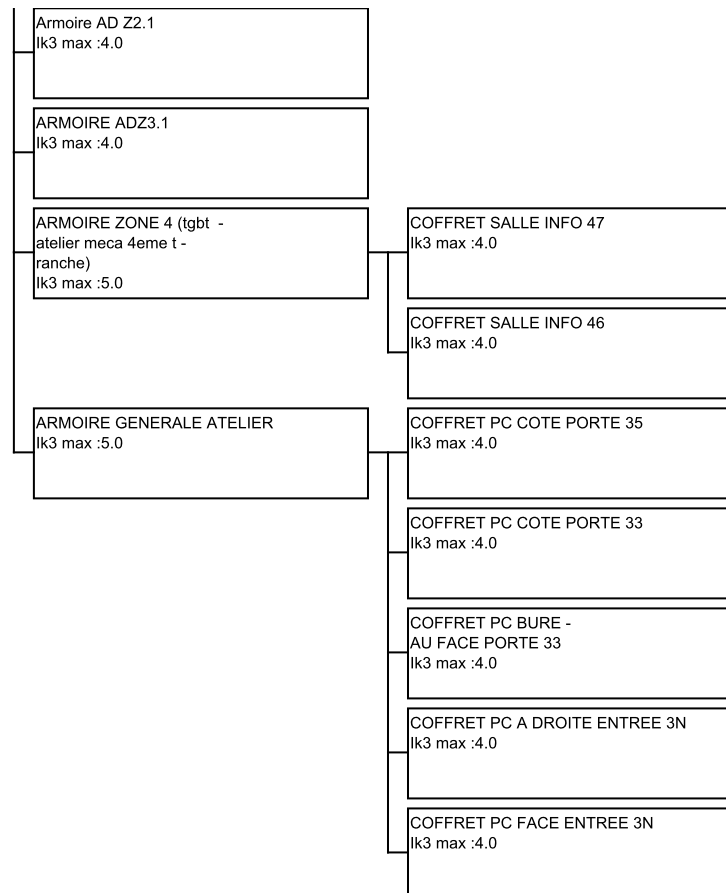 Armoire AD Z2.1
Ik3 max :4.0
ARMOIRE ADZ3.1
Ik3 max :4.0
ARMOIRE ZONE 4 (tgbt -
atelier meca 4eme t -
ranche)
Ik3 max :5.0
COFFRET SALLE INFO 47
Ik3 max :4.0
COFFRET SALLE INFO 46
Ik3 max :4.0
ARMOIRE GENERALE ATELIER
Ik3 max :5.0
COFFRET PC COTE PORTE 35
Ik3 max :4.0
COFFRET PC COTE PORTE 33
Ik3 max :4.0
COFFRET PC BURE -
AU FACE PORTE 33
Ik3 max :4.0
COFFRET PC A DROITE ENTREE 3N
Ik3 max :4.0
COFFRET PC FACE ENTREE 3N
Ik3 max :4.0